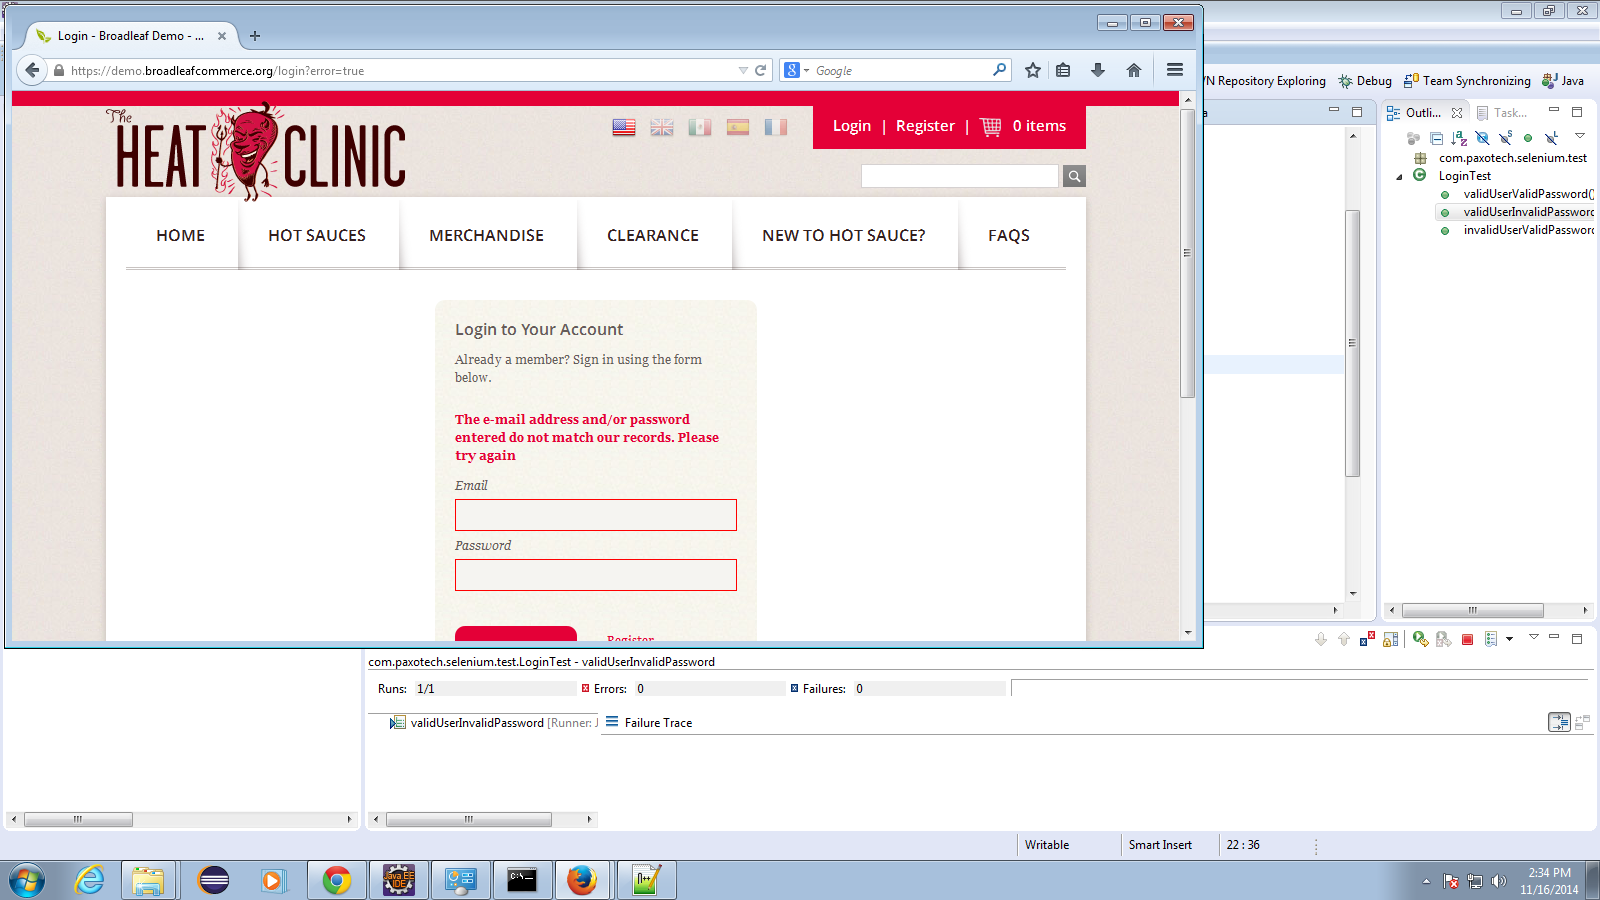 Login - Broadleaf Demo - ...
https://demo.broadleafcommerce.org/login?error=true
Google
The
HEAT CLINIC
Login | Register | 0 items
HOME
HOT SAUCES
MERCHANDISE
CLEARANCE
NEW TO HOT SAUCE?
FAQS
Login to Your Account
Already a member? Sign in using the form
below.
The e-mail address and/or password
entered do not match our records. Please
try again
Email
Password
Register
N Repository Exploring
Debug
Team Synchronizing
Java
Outli...
Task...
com.paxotech.selenium.test
LoginTest
validUserValidPassword()
validUserInvalidPassword
invalidUserValidPassword
com.paxotech.selenium.test.LoginTest - validUserInvalidPassword
Runs: 1/1
Errors: 0
Failures: 0
validUserInvalidPassword [Runner: J
Failure Trace
Writable
Smart Insert
22 : 36
Java EE
IDE
2:34 PM
11/16/2014